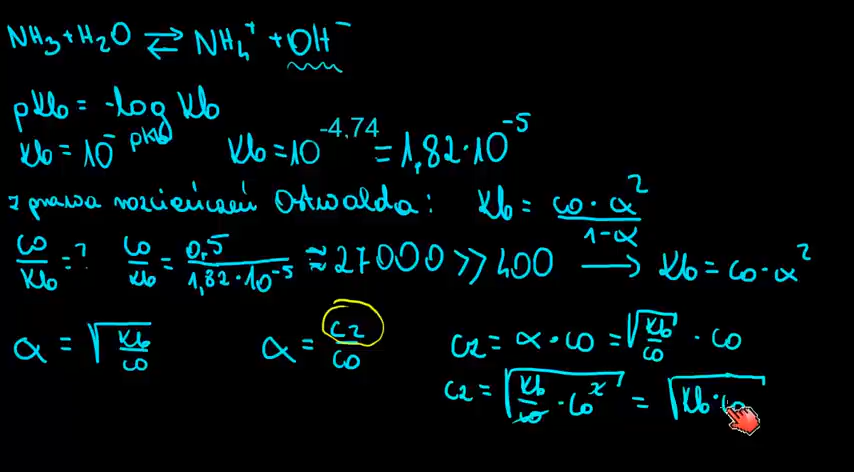 NH₃ + H₂O ⇌ NH₄⁺ + OH⁻
pKb = -log Kb
Kb = 10^(-pKb)   Kb = 10^(-4,74) = 1,82·10⁻⁵
z prawa rozcieńczeń Ostwalda: Kb = (co·α²)/(1-α)
co/Kb = ?   co/Kb = 0,5/(1,82·10⁻⁵) ≈ 27000 >> 400 → Kb = co·α²
α = √(Kb/co)   α = cz/co   cz = α·co = √(Kb/co) · co
cz = √(Kb/co · co²) = √(Kb·co)